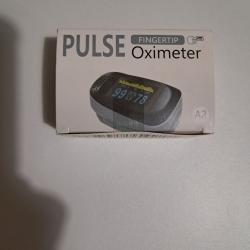 PULSE FINGERTIP
Oximeter
99 78
A2